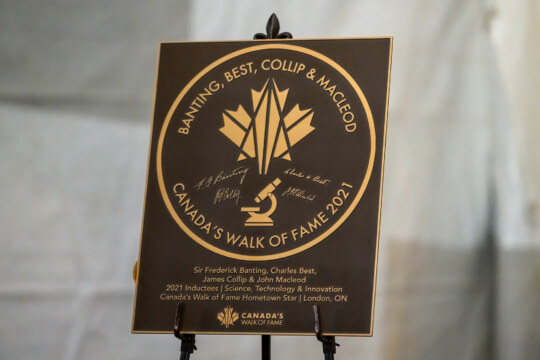 BANTING, BEST, COLLIP & MACLEOD
CANADA'S WALK OF FAME 2021
Sir Frederick Banting, Charles Best,
James Collip & John Macleod
2021 Inductees | Science, Technology & Innovation
Canada's Walk of Fame Hometown Star | London, ON
CANADA'S
WALK OF FAME